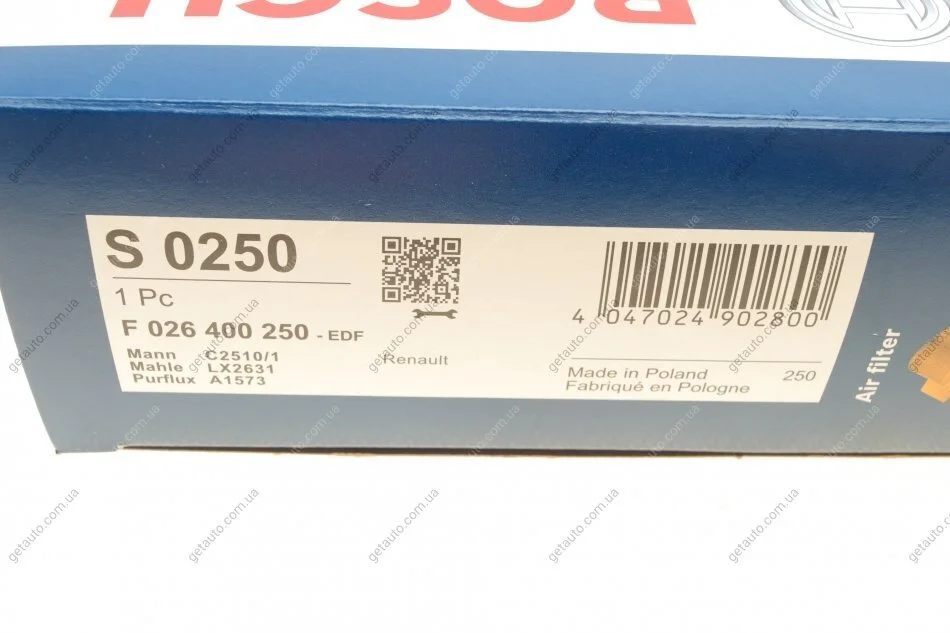 BOSCH
S 0250
1 Pc
F 026 400 250 - EDF
Mann C2510/1
Mahle LX2631
Purflux A1573
Renault
4 047024 902800
Made in Poland
Fabriqué en Pologne
250
Air filter
getauto.com.ua